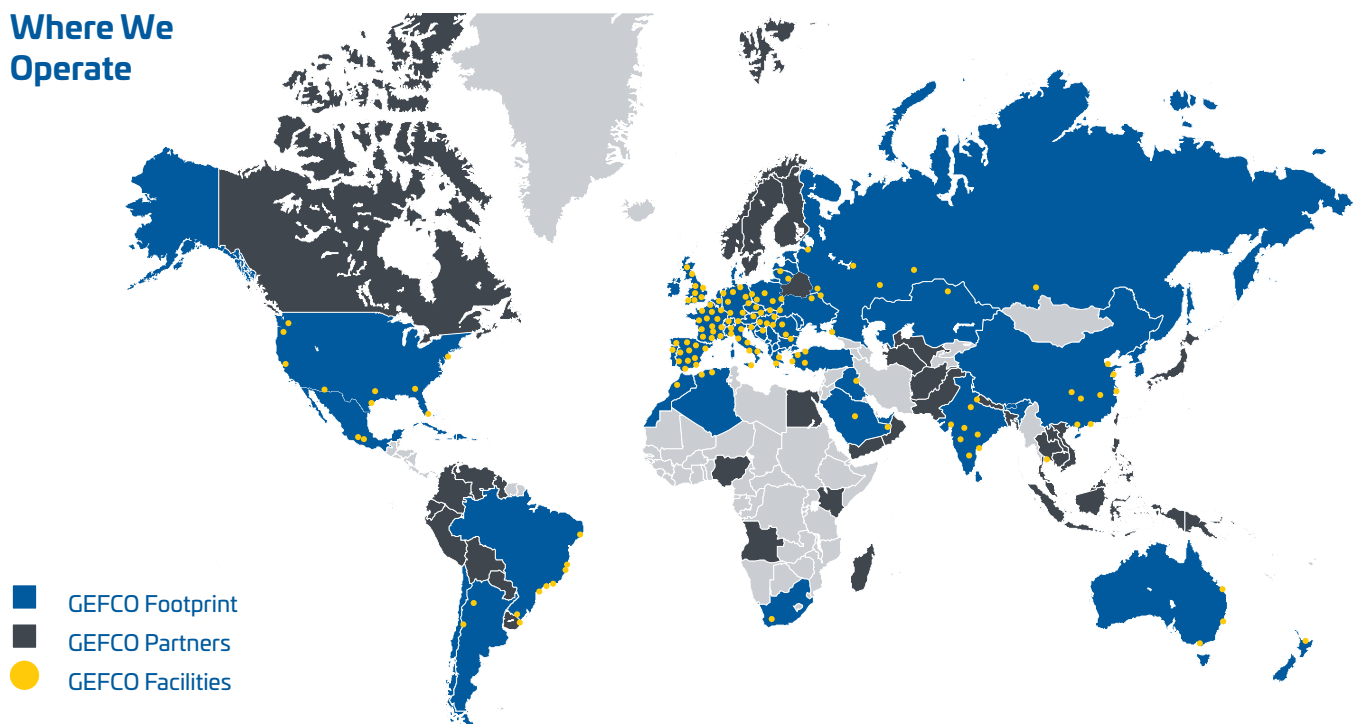 Where We
Operate
GEFCO Footprint
GEFCO Partners
GEFCO Facilities